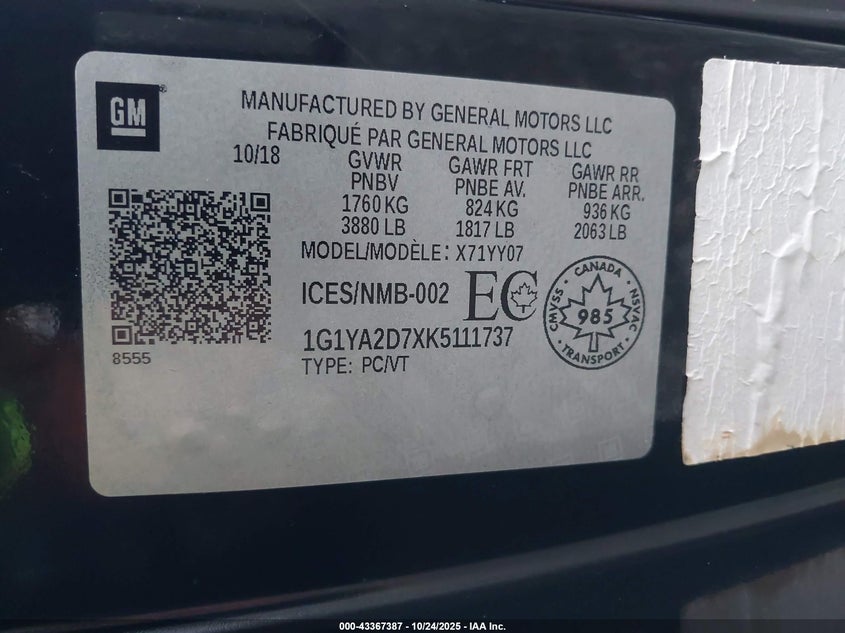 GM
MANUFACTURED BY GENERAL MOTORS LLC
FABRIQUÉ PAR GENERAL MOTORS LLC
10/18 GVWR GAWR FRT GAWR RR
PNBV PNBE AV. PNBE ARR.
1760 KG 824 KG 936 KG
3880 LB 1817 LB 2063 LB
MODEL/MODÈLE: X71YY07
ICES/NMB-002 EC
CANADA
CMVSS 985 NSVAC
TRANSPORT
1G1YA2D7XK5111737
8555
TYPE: PC/VT
000-43367387 - 10/24/2025 - IAA Inc.